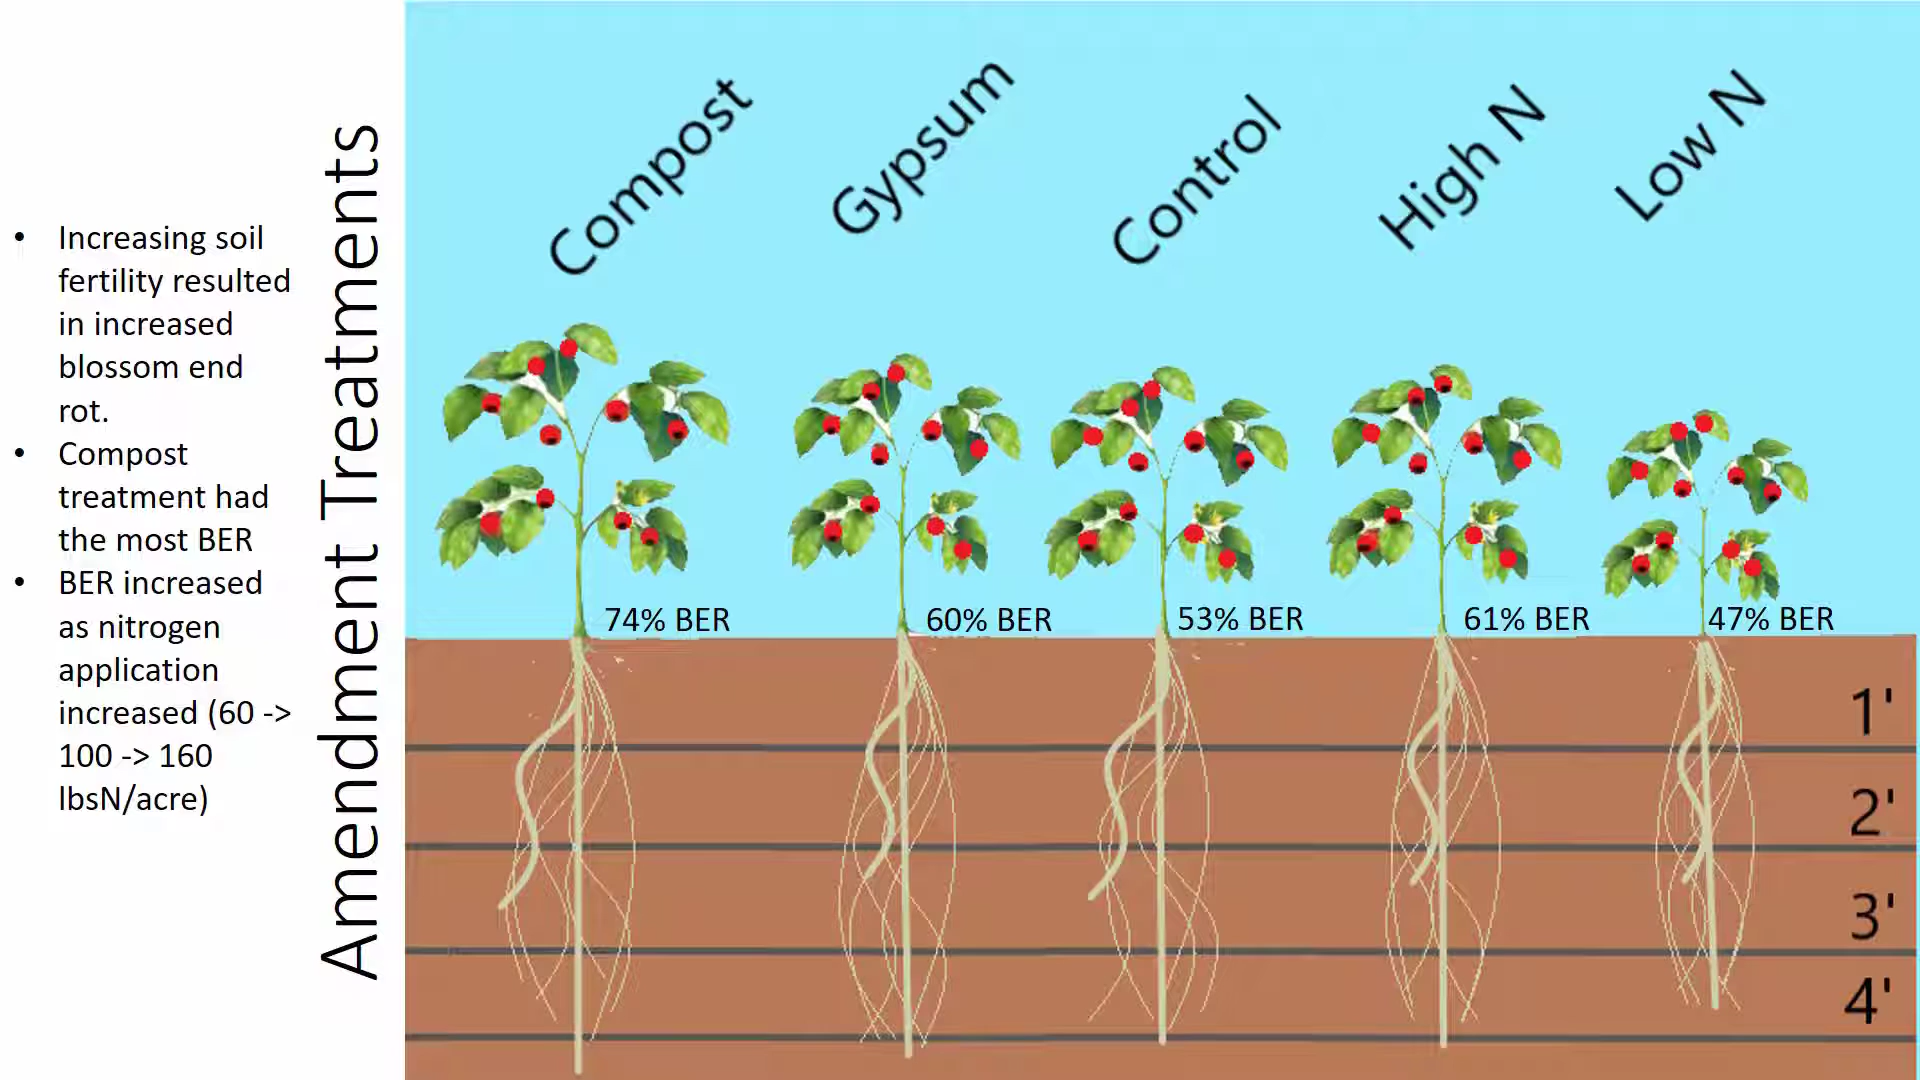 • Increasing soil
fertility resulted
in increased
blossom end
rot.
• Compost
treatment had
the most BER
• BER increased
as nitrogen
application
increased (60 ->
100 -> 160
lbsN/acre)
Amendment Treatments
Compost
Gypsum
Control
High N
Low N
74% BER
60% BER
53% BER
61% BER
47% BER
1'
2'
3'
4'